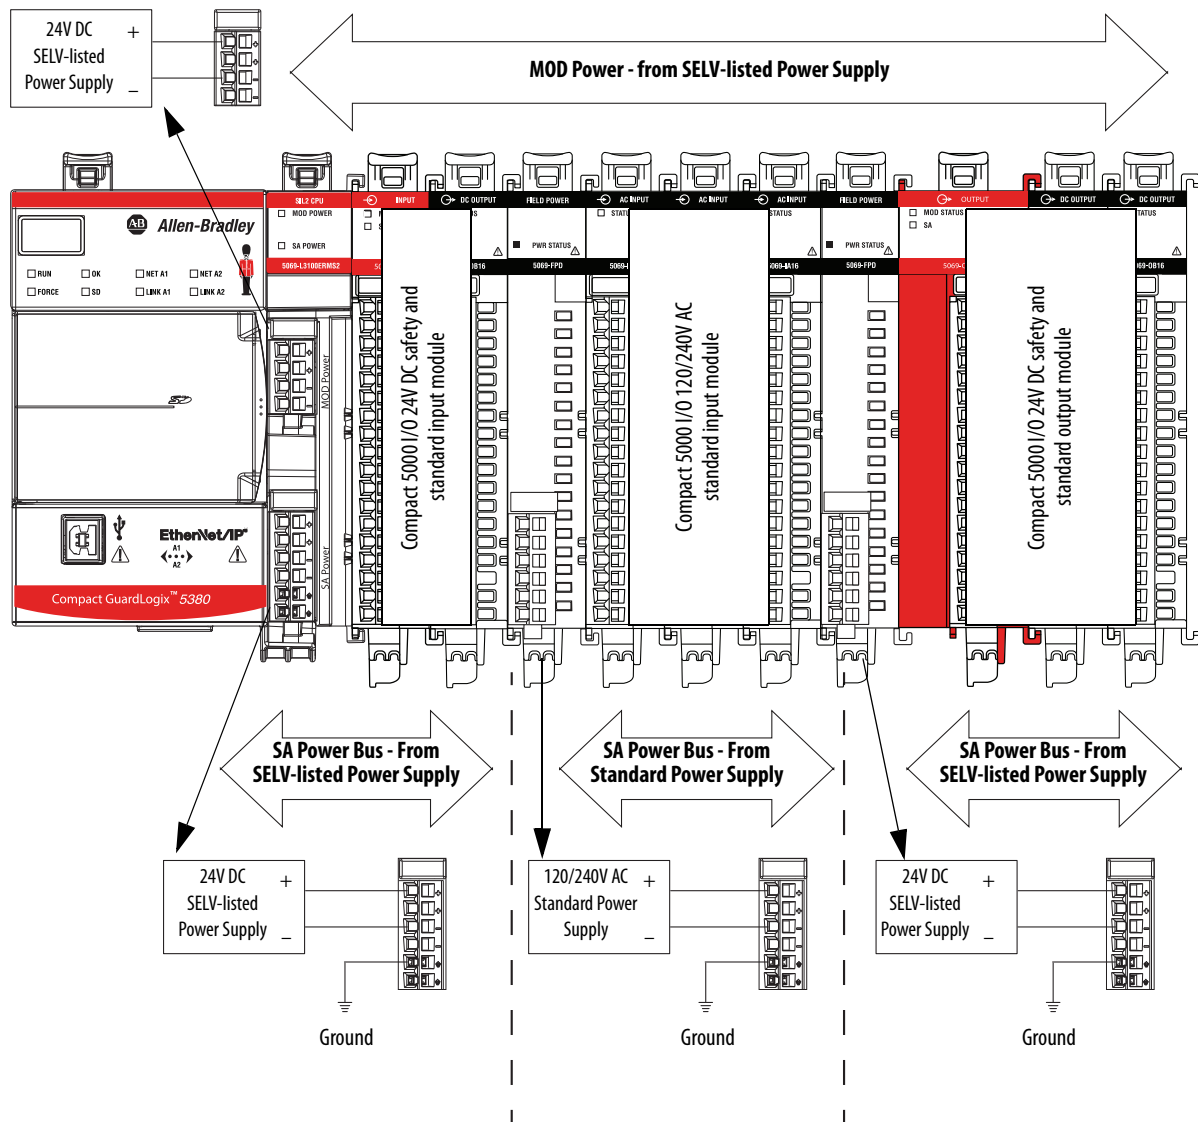 24V DC +
SELV-listed
Power Supply –
MOD Power - from SELV-listed Power Supply
Allen-Bradley
AB
RUN OK NET A1 NET A2
FORCE SD LINK A1 LINK A2
SIL2 CPU
MOD POWER
SA POWER
5069-L3100ERMS2
INPUT
DC OUTPUT
FIELD POWER
PWR STATUS
5069-FPD
AC INPUT
AC INPUT
AC INPUT
FIELD POWER
PWR STATUS
5069-FPD
OUTPUT
MOD STATUS
SA
DC OUTPUT
DC OUTPUT
MOD Power
SA Power
Compact 5000 I/O 24V DC safety and
standard input module
Compact 5000 I/O 120/240V AC
standard input module
Compact 5000 I/O 24V DC safety and
standard output module
EtherNet/IP
A1
A2
Compact GuardLogix™ 5380
SA Power Bus - From
SELV-listed Power Supply
SA Power Bus - From
Standard Power Supply
SA Power Bus - From
SELV-listed Power Supply
24V DC +
SELV-listed
Power Supply –
Ground
120/240V AC +
Standard Power
Supply –
Ground
24V DC +
SELV-listed
Power Supply –
Ground